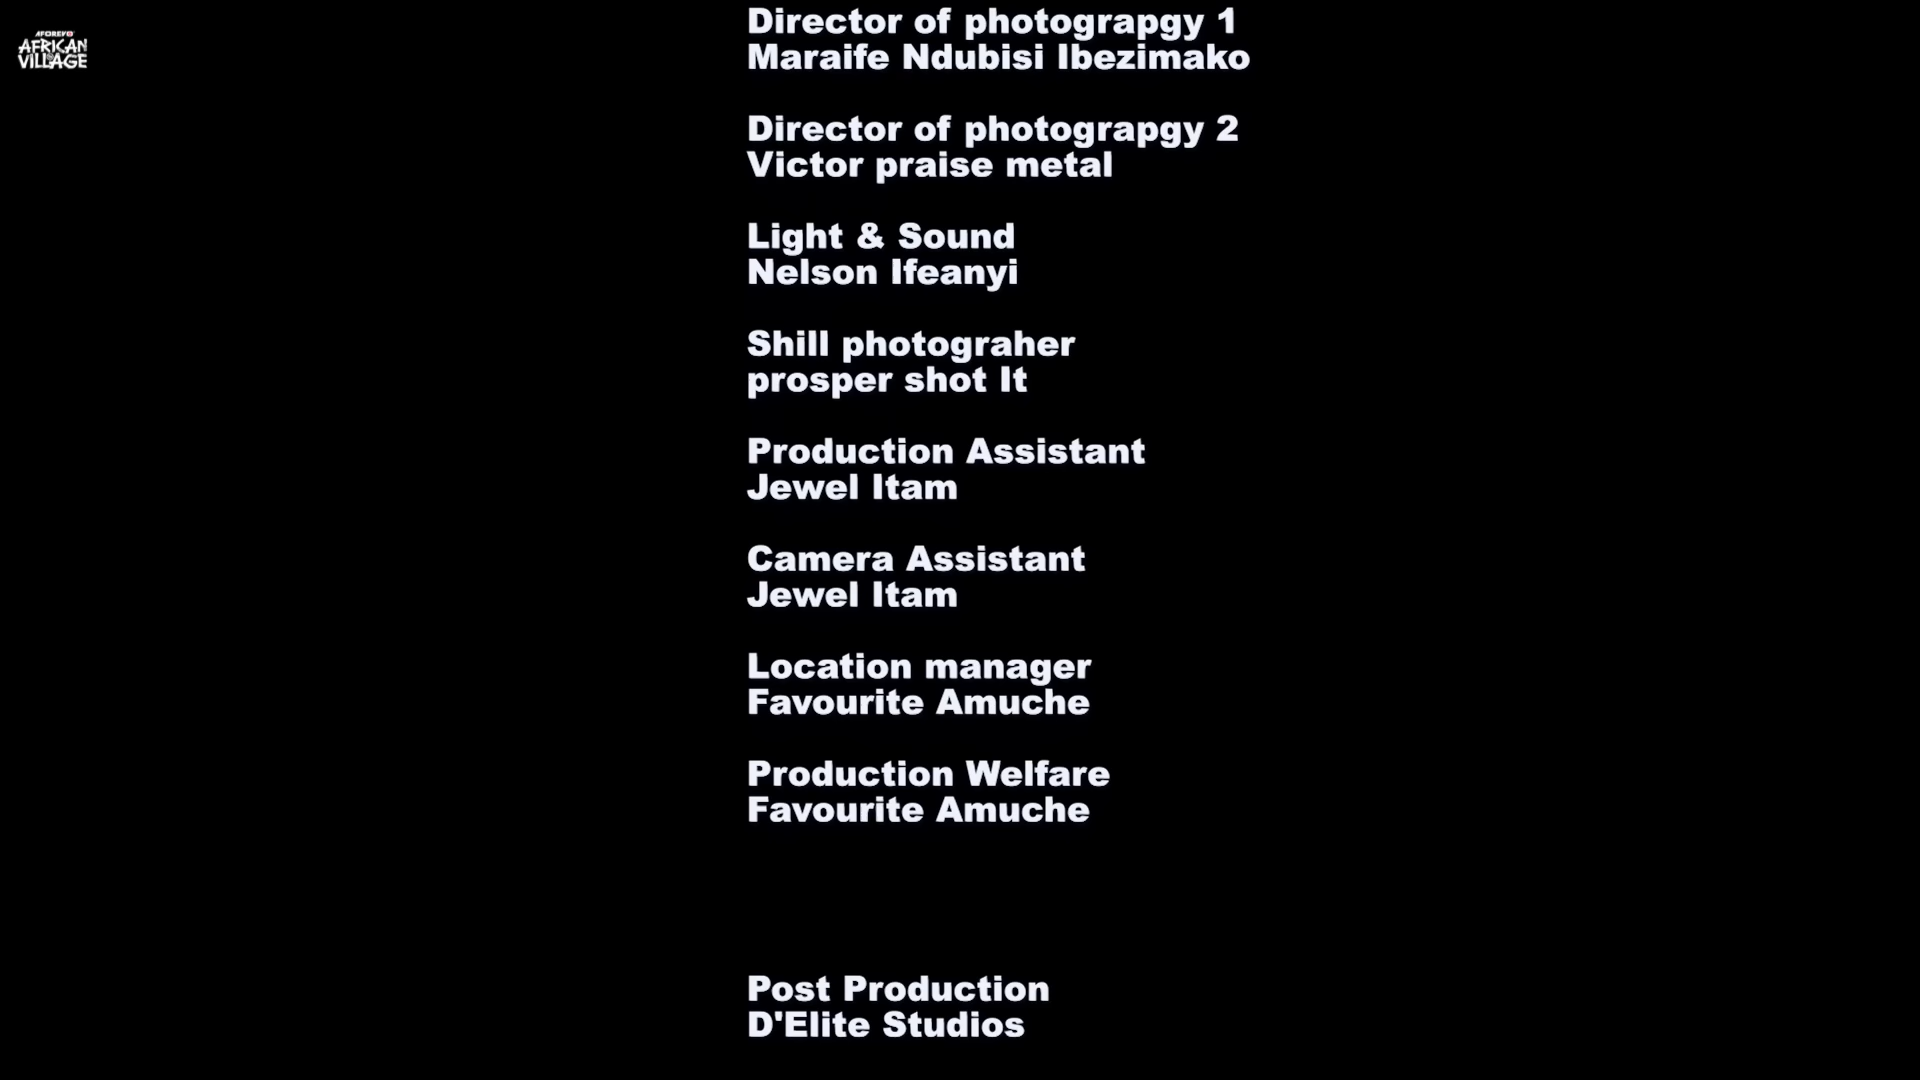 AFOREVO
AFRICAN
VILLAGE
Director of photograpgy 1
Maraife Ndubisi Ibezimako
Director of photograpgy 2
Victor praise metal
Light & Sound
Nelson Ifeanyi
Shill photograher
prosper shot It
Production Assistant
Jewel Itam
Camera Assistant
Jewel Itam
Location manager
Favourite Amuche
Production Welfare
Favourite Amuche
Post Production
D'Elite Studios